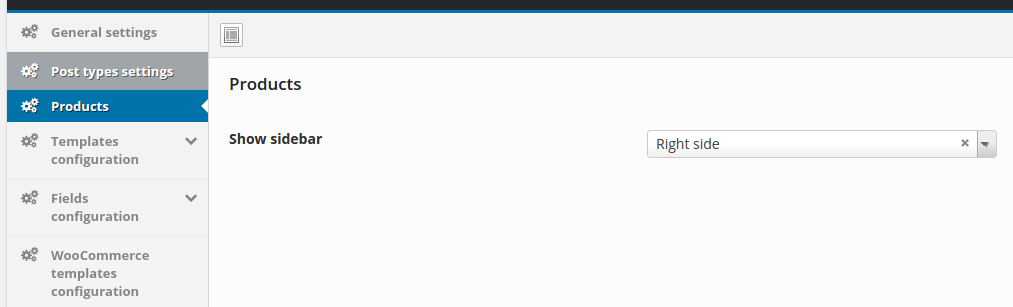 General settings
Post types settings
Products
Templates
configuration
Fields
configuration
WooCommerce
templates
configuration
Products
Show sidebar
Right side